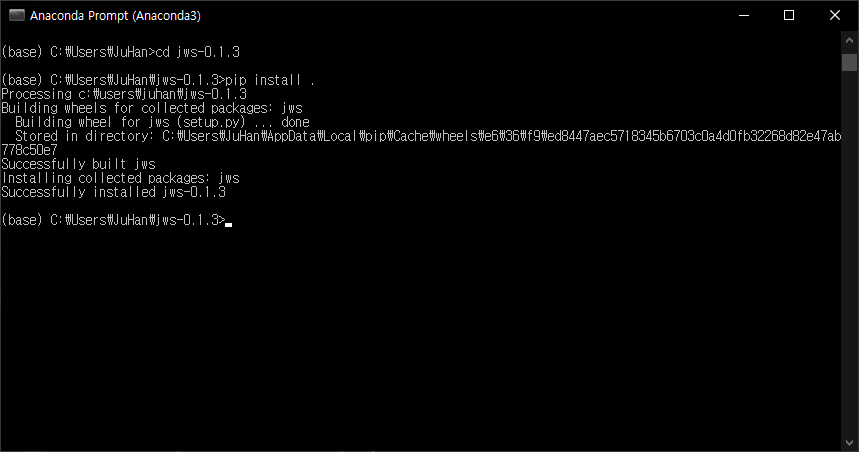 Anaconda Prompt (Anaconda3)
(base) C:₩Users₩JuHan>cd jws-0.1.3
(base) C:₩Users₩JuHan₩jws-0.1.3>pip install .
Processing c:₩users₩juhan₩jws-0.1.3
Building wheels for collected packages: jws
  Building wheel for jws (setup.py) ... done
  Stored in directory: C:₩Users₩JuHan₩AppData₩Local₩pip₩Cache₩wheels₩e6₩36₩f9₩ed8447aec5718345b6703c0a4d0fb32268d82e47ab
778c50e7
Successfully built jws
Installing collected packages: jws
Successfully installed jws-0.1.3
(base) C:₩Users₩JuHan₩jws-0.1.3>